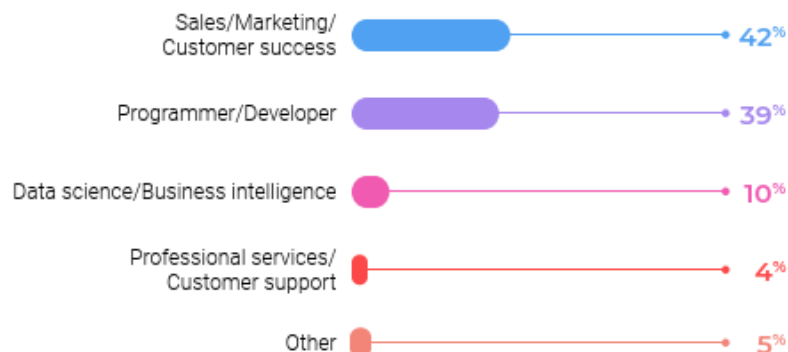 Sales/Marketing/
Customer success
42%
Programmer/Developer
39%
Data science/Business intelligence
10%
Professional services/
Customer support
4%
Other
5%